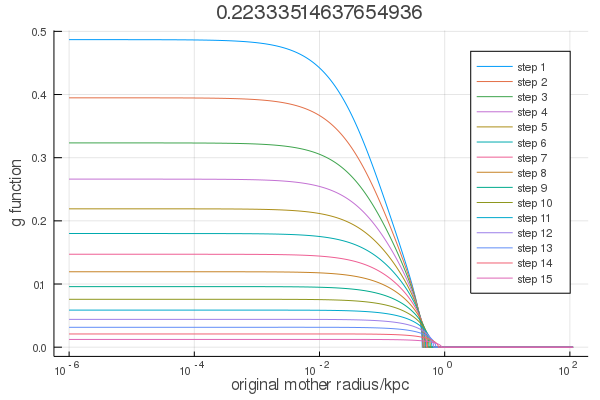 0.22333514637654936
g function
0.5
0.4
0.3
0.2
0.1
0.0
step 1
step 2
step 3
step 4
step 5
step 6
step 7
step 8
step 9
step 10
step 11
step 12
step 13
step 14
step 15
10^-6
10^-4
10^-2
10^0
10^2
original mother radius/kpc